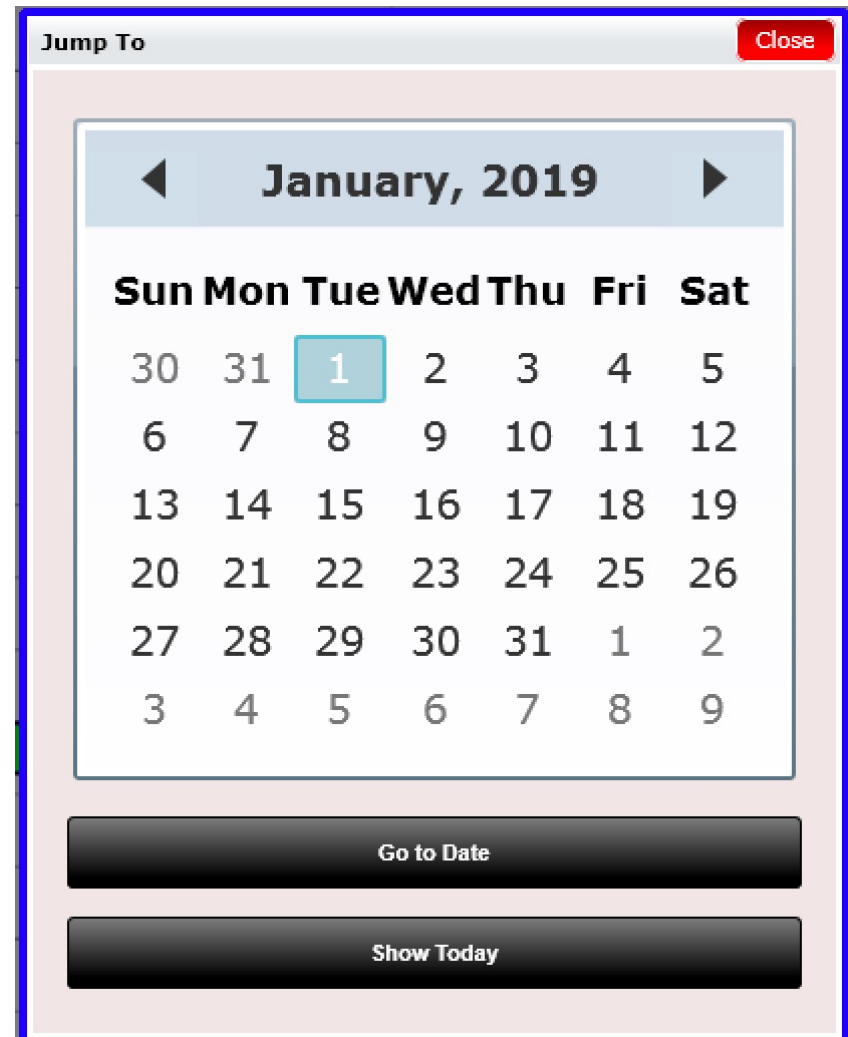 Jump To Close
January, 2019
Sun Mon Tue Wed Thu Fri Sat
30 31 1 2 3 4 5
6 7 8 9 10 11 12
13 14 15 16 17 18 19
20 21 22 23 24 25 26
27 28 29 30 31 1 2
3 4 5 6 7 8 9
Go to Date
Show Today